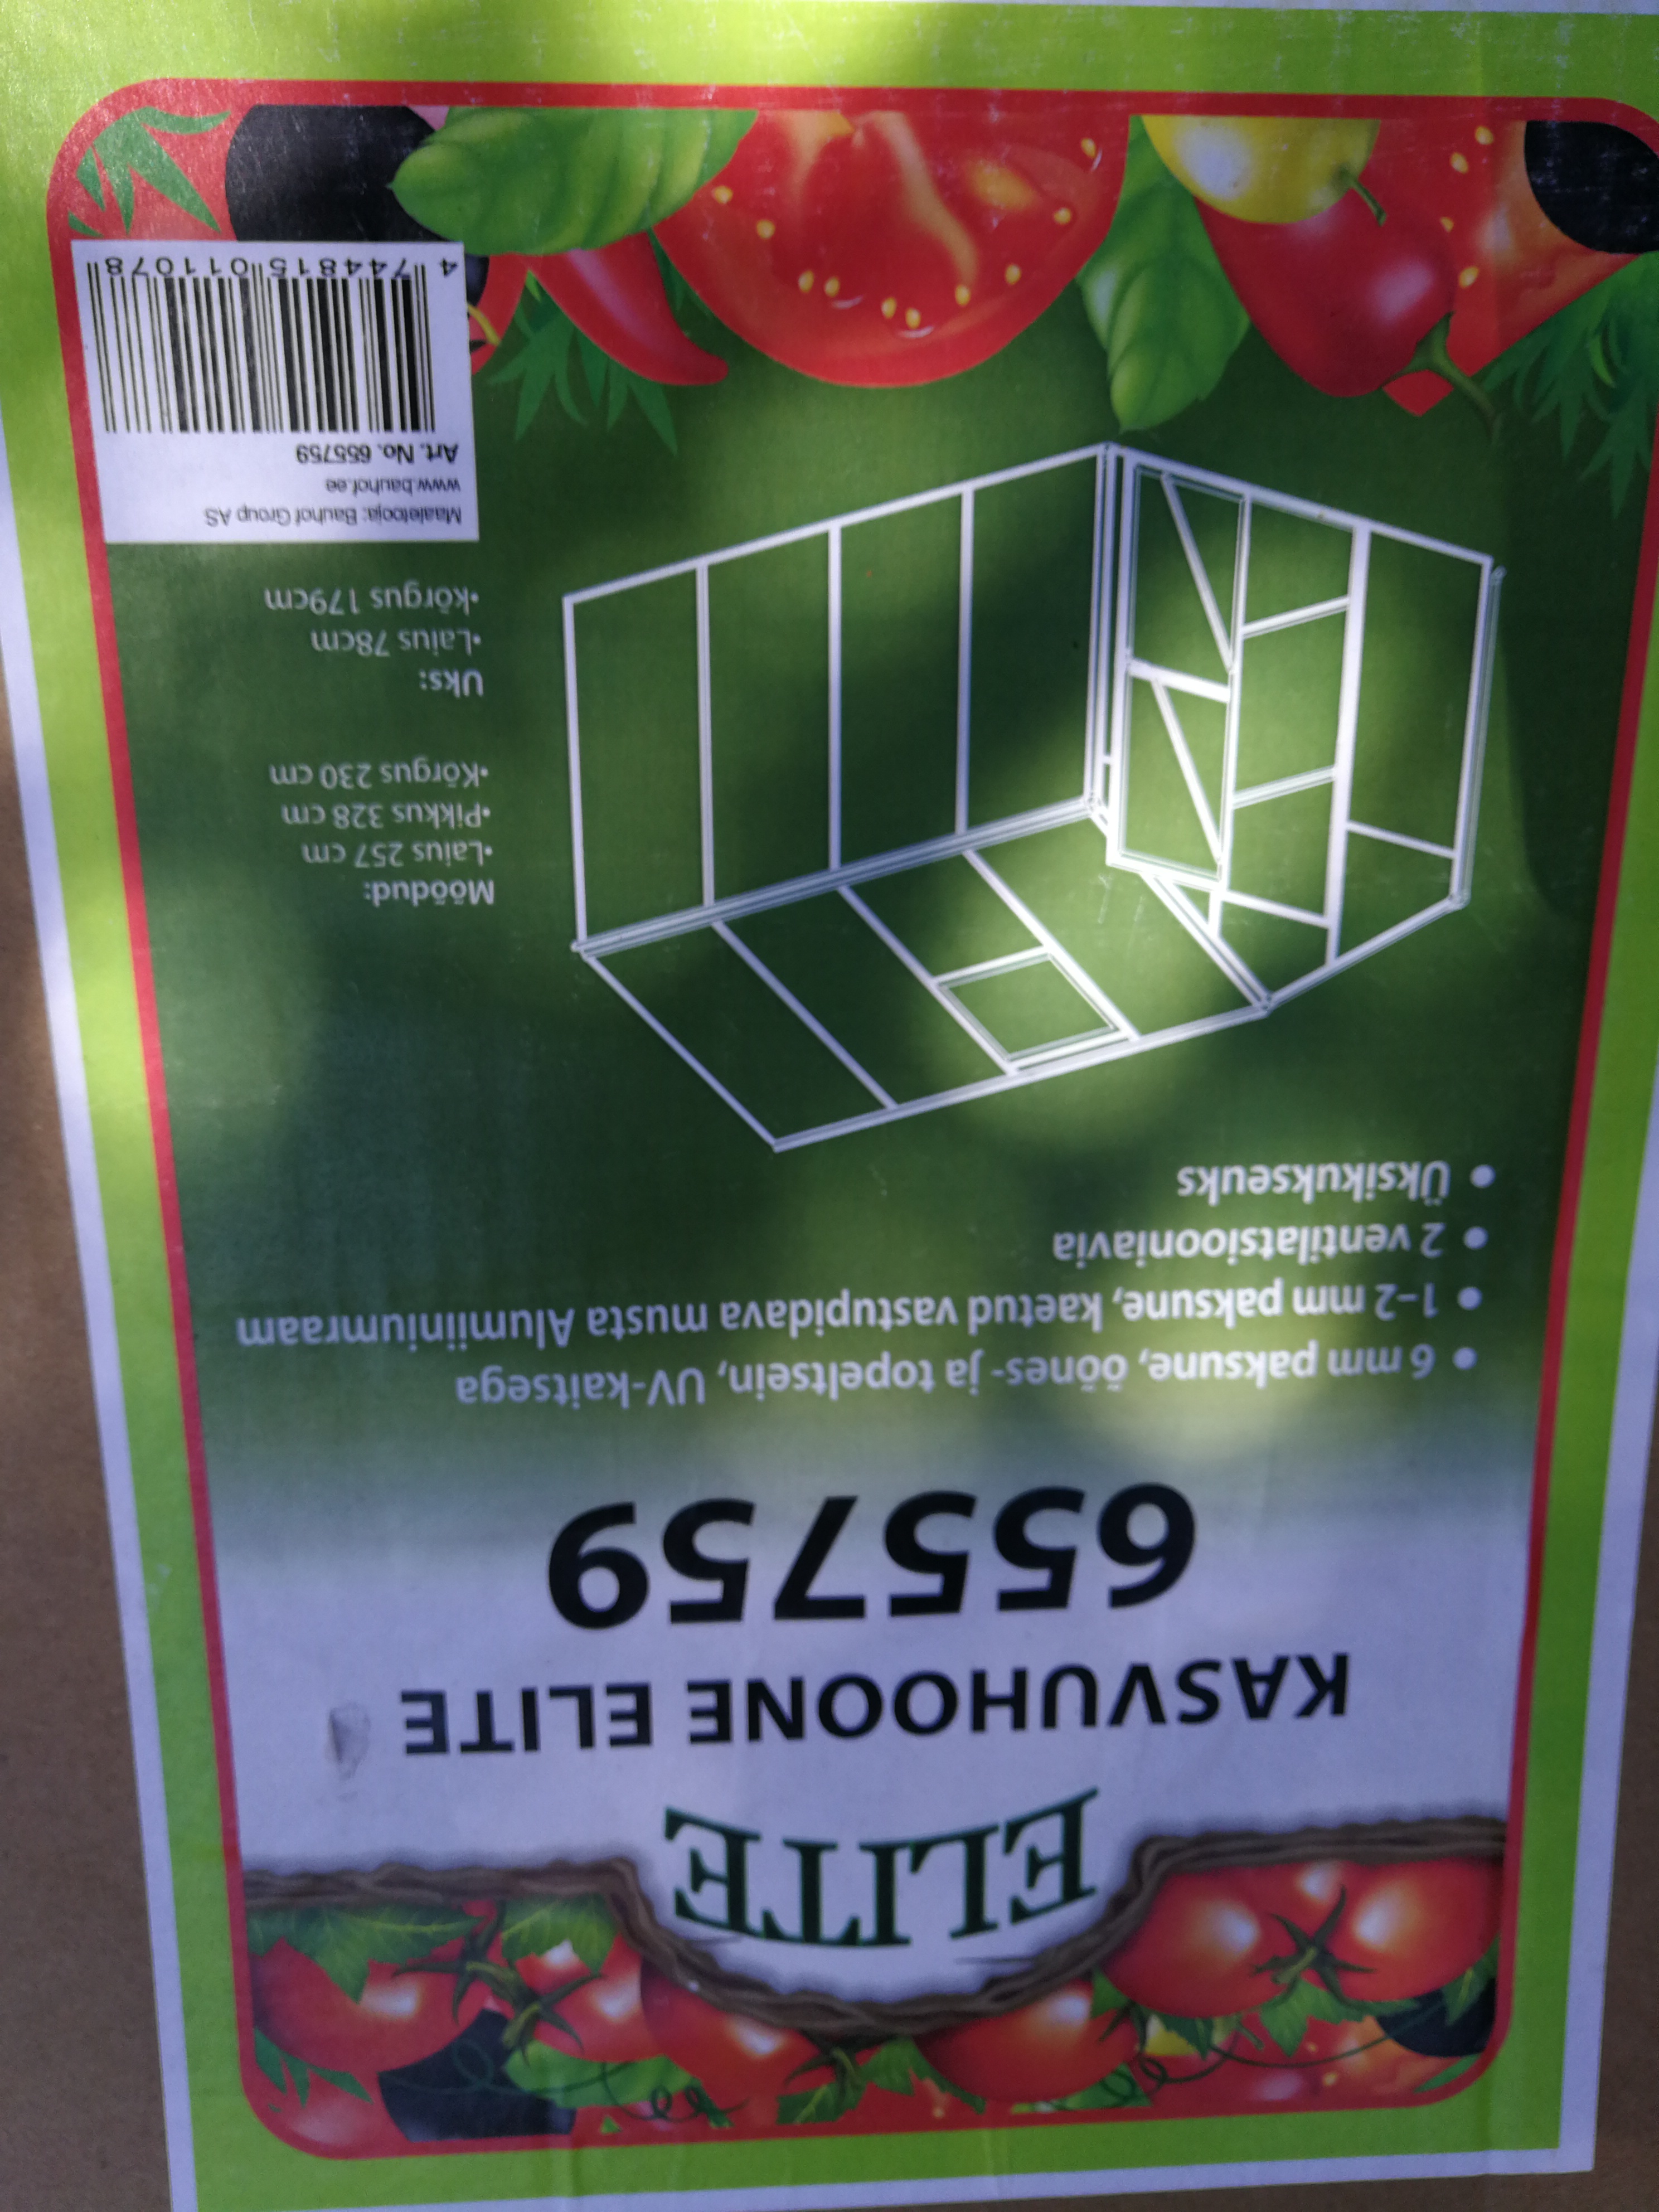 ELITE
KASVUHOONE ELITE
655759
• 6 mm paksune, öönes- ja topeltsein, UV-kaitsega
• 1–2 mm paksune, kaetud vastupidava musta Alumiiniumraam
• 2 ventilatsiooniavia
• Üksikukseuks
Mõõdud:
•Laius 257 cm
•Pikkus 328 cm
•Kõrgus 230 cm
Uks:
•Laius 78cm
•kõrgus 179cm
Maaletooja: Bauhof Group AS
www.bauhof.ee
Art. No. 655759
4 744815 011078